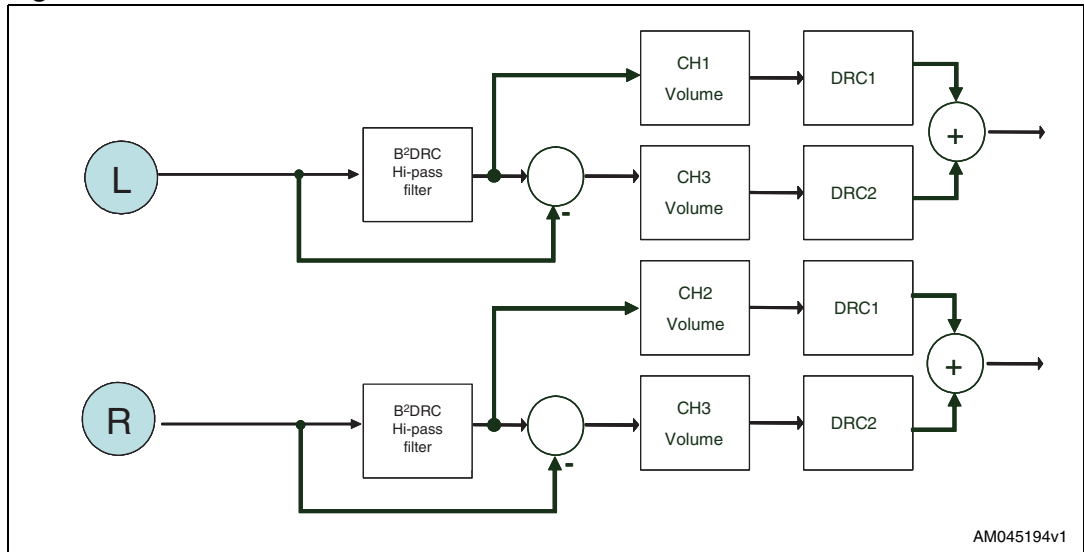 CH1
Volume
DRC1
+
L
B²DRC
Hi-pass
filter
-
CH3
Volume
DRC2
CH2
Volume
DRC1
+
R
B²DRC
Hi-pass
filter
-
CH3
Volume
DRC2
AM045194v1